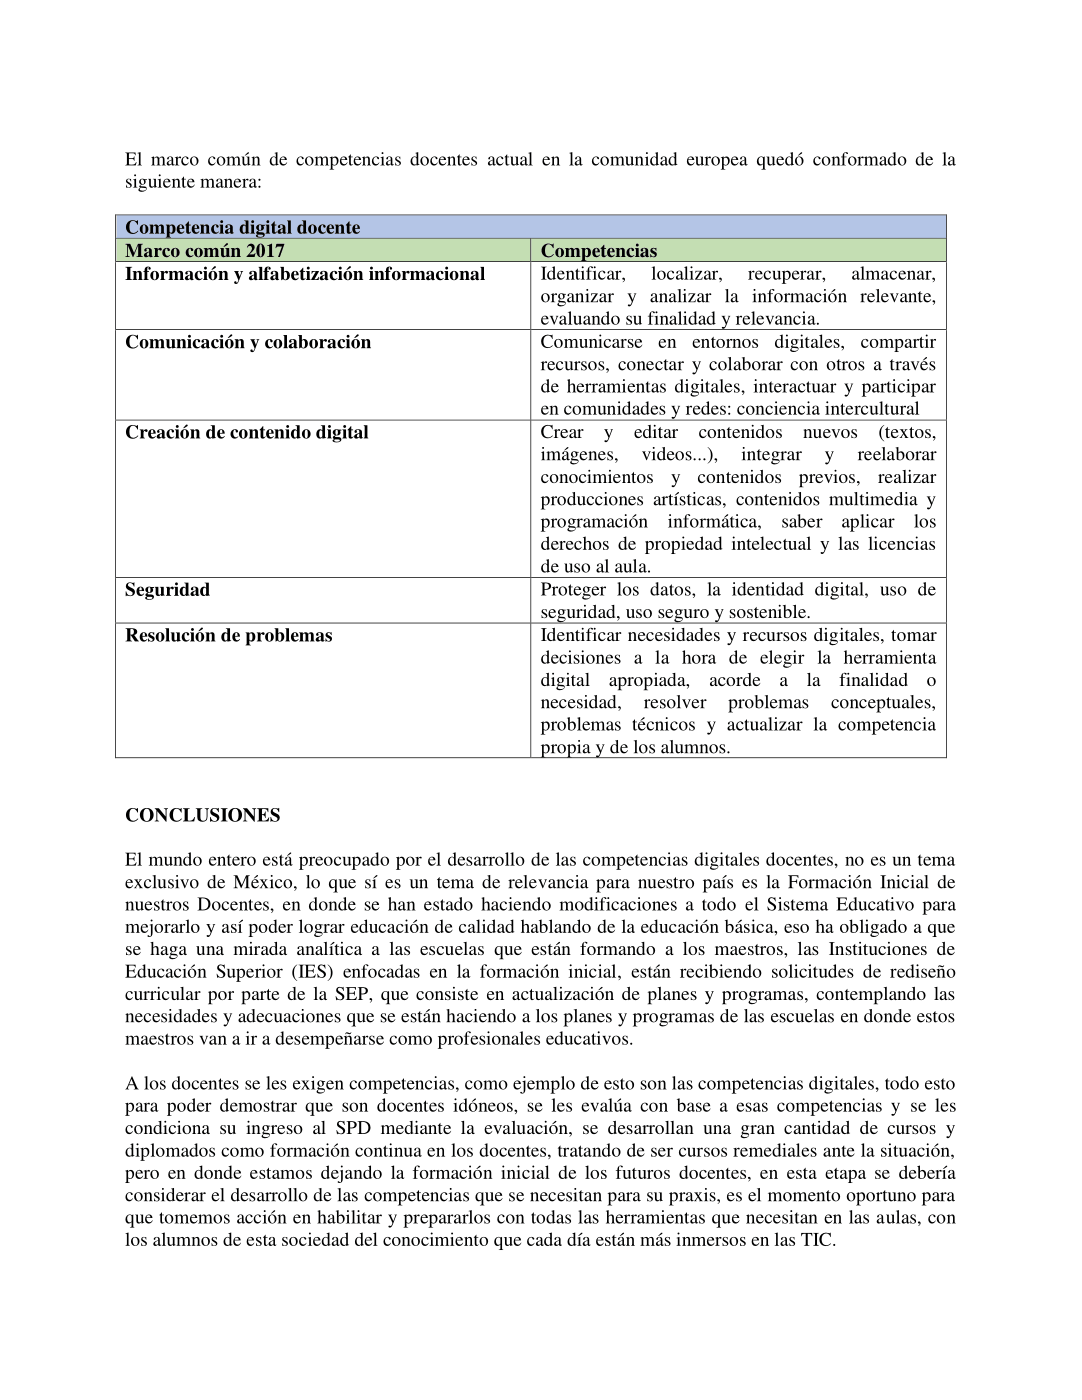 El marco común de competencias docentes actual en la comunidad europea quedó conformado de la
siguiente manera:
Competencia digital docente
Marco común 2017
Competencias
Información y alfabetización informacional
Identificar, localizar, recuperar, almacenar,
organizar y analizar la información relevante,
evaluando su finalidad y relevancia.
Comunicación y colaboración
Comunicarse en entornos digitales, compartir
recursos, conectar y colaborar con otros a través
de herramientas digitales, interactuar y participar
en comunidades y redes: conciencia intercultural
Creación de contenido digital
Crear y editar contenidos nuevos (textos,
imágenes, videos...), integrar y reelaborar
conocimientos y contenidos previos, realizar
producciones artísticas, contenidos multimedia y
programación informática, saber aplicar los
derechos de propiedad intelectual y las licencias
de uso al aula.
Seguridad
Proteger los datos, la identidad digital, uso de
seguridad, uso seguro y sostenible.
Resolución de problemas
Identificar necesidades y recursos digitales, tomar
decisiones a la hora de elegir la herramienta
digital apropiada, acorde a la finalidad o
necesidad, resolver problemas conceptuales,
problemas técnicos y actualizar la competencia
propia y de los alumnos.
CONCLUSIONES
El mundo entero está preocupado por el desarrollo de las competencias digitales docentes, no es un tema
exclusivo de México, lo que sí es un tema de relevancia para nuestro país es la Formación Inicial de
nuestros Docentes, en donde se han estado haciendo modificaciones a todo el Sistema Educativo para
mejorarlo y así poder lograr educación de calidad hablando de la educación básica, eso ha obligado a que
se haga una mirada analítica a las escuelas que están formando a los maestros, las Instituciones de
Educación Superior (IES) enfocadas en la formación inicial, están recibiendo solicitudes de rediseño
curricular por parte de la SEP, que consiste en actualización de planes y programas, contemplando las
necesidades y adecuaciones que se están haciendo a los planes y programas de las escuelas en donde estos
maestros van a ir a desempeñarse como profesionales educativos.
A los docentes se les exigen competencias, como ejemplo de esto son las competencias digitales, todo esto
para poder demostrar que son docentes idóneos, se les evalúa con base a esas competencias y se les
condiciona su ingreso al SPD mediante la evaluación, se desarrollan una gran cantidad de cursos y
diplomados como formación continua en los docentes, tratando de ser cursos remediales ante la situación,
pero en donde estamos dejando la formación inicial de los futuros docentes, en esta etapa se debería
considerar el desarrollo de las competencias que se necesitan para su praxis, es el momento oportuno para
que tomemos acción en habilitar y prepararlos con todas las herramientas que necesitan en las aulas, con
los alumnos de esta sociedad del conocimiento que cada día están más inmersos en las TIC.